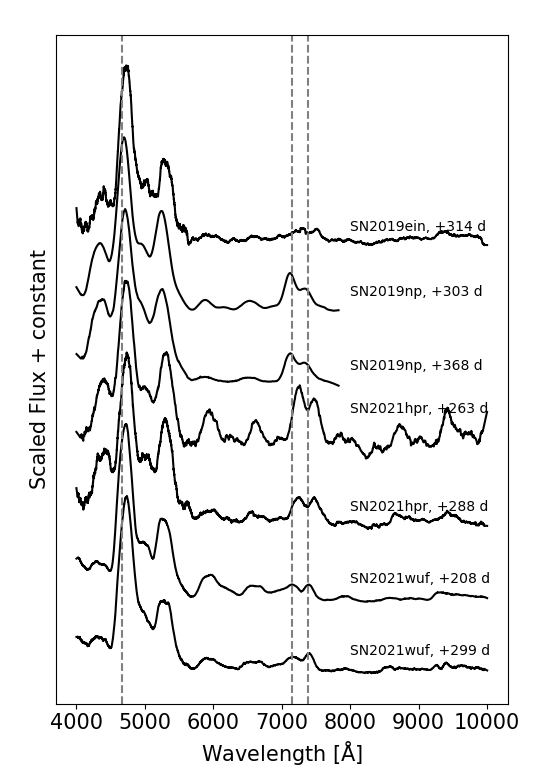 Scaled Flux + constant
SN2019ein, +314 d
SN2019np, +303 d
SN2019np, +368 d
SN2021hpr, +263 d
SN2021hpr, +288 d
SN2021wuf, +208 d
SN2021wuf, +299 d
4000 5000 6000 7000 8000 9000 10000
Wavelength [Å]